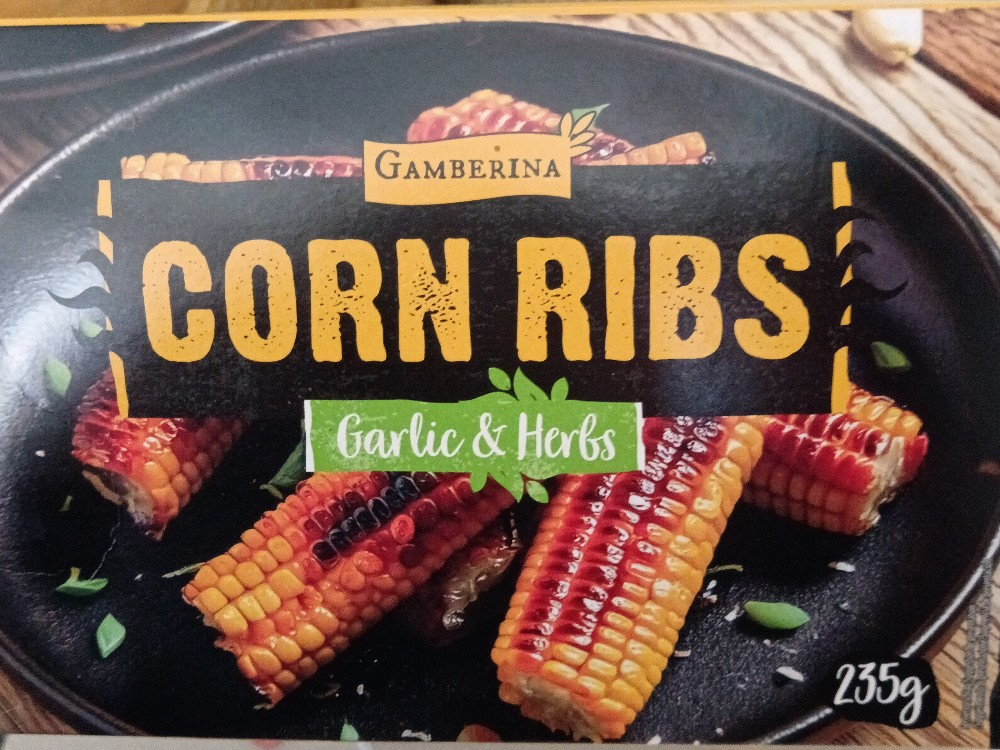 GAMBERINA
CORN RIBS
Garlic & Herbs
235g